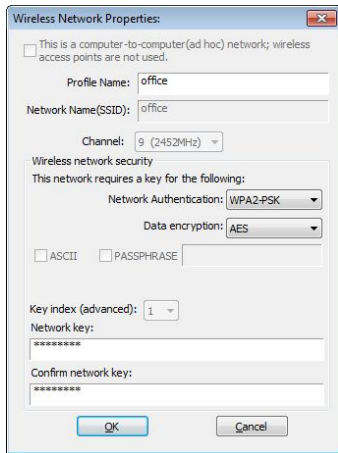 Wireless Network Properties:
This is a computer-to-computer(ad hoc) network; wireless
access points are not used.
Profile Name: office
Network Name(SSID): office
Channel: 9 (2452MHz)
Wireless network security
This network requires a key for the following:
Network Authentication: WPA2-PSK
Data encryption: AES
ASCII PASSPHRASE
Key index (advanced): 1
Network key:
********
Confirm network key:
********
OK Cancel